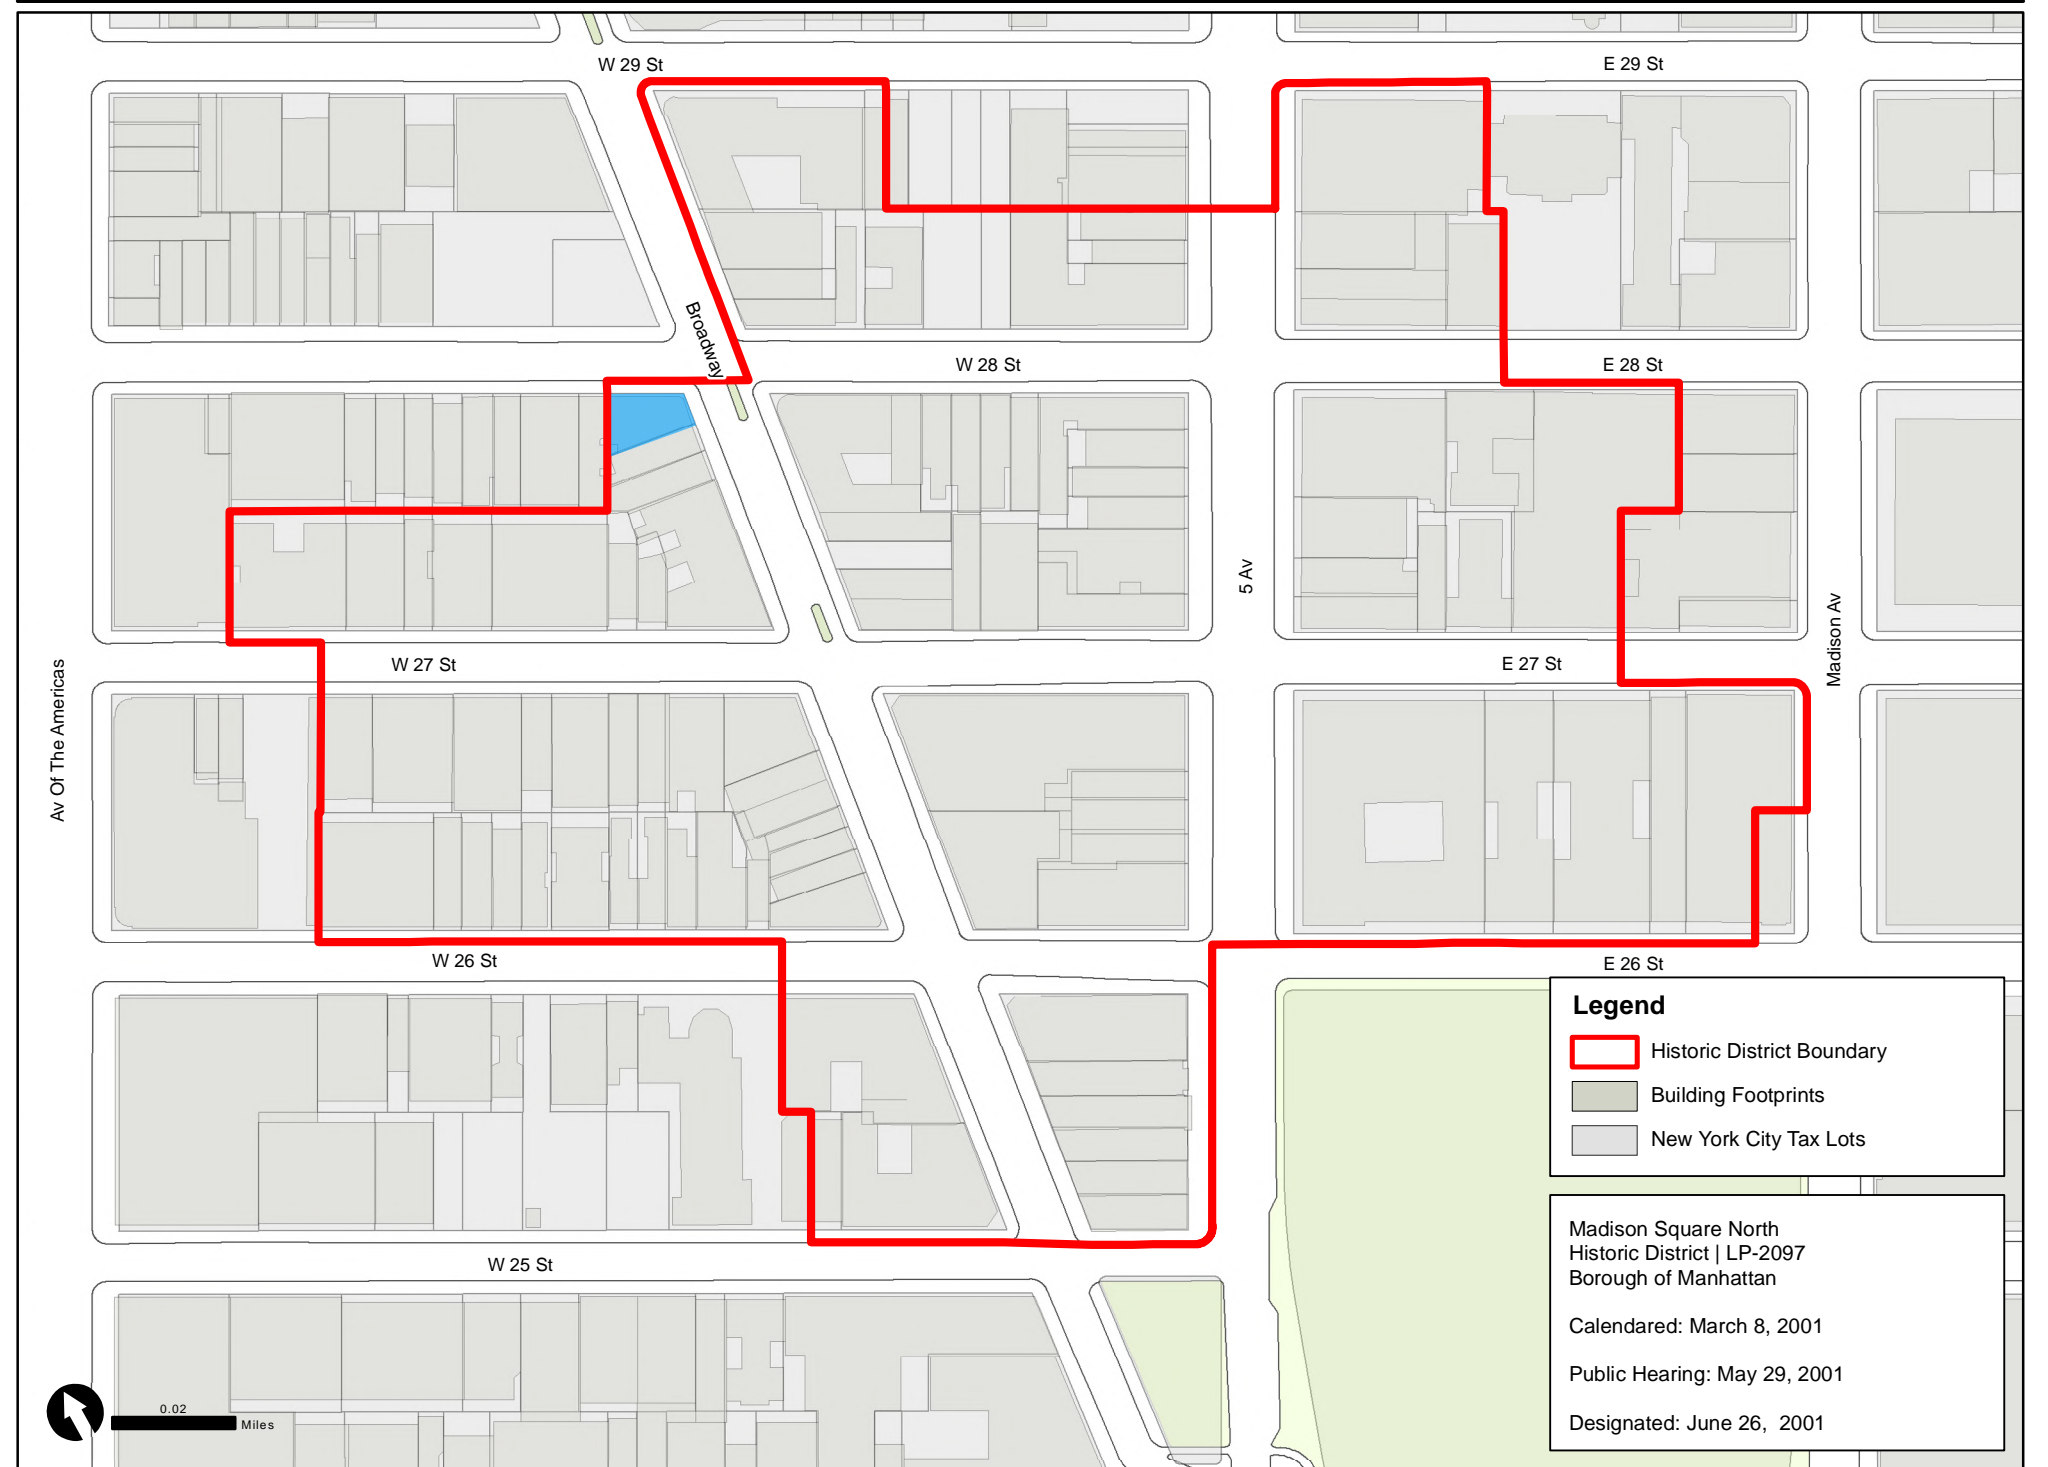 W 29 St
E 29 St
Broadway
W 28 St
E 28 St
5 Av
Madison Av
Av Of The Americas
W 27 St
E 27 St
W 26 St
E 26 St
W 25 St
Legend
Historic District Boundary
Building Footprints
New York City Tax Lots
Madison Square North
Historic District | LP-2097
Borough of Manhattan
Calendared: March 8, 2001
Public Hearing: May 29, 2001
Designated: June 26, 2001
0.02
Miles